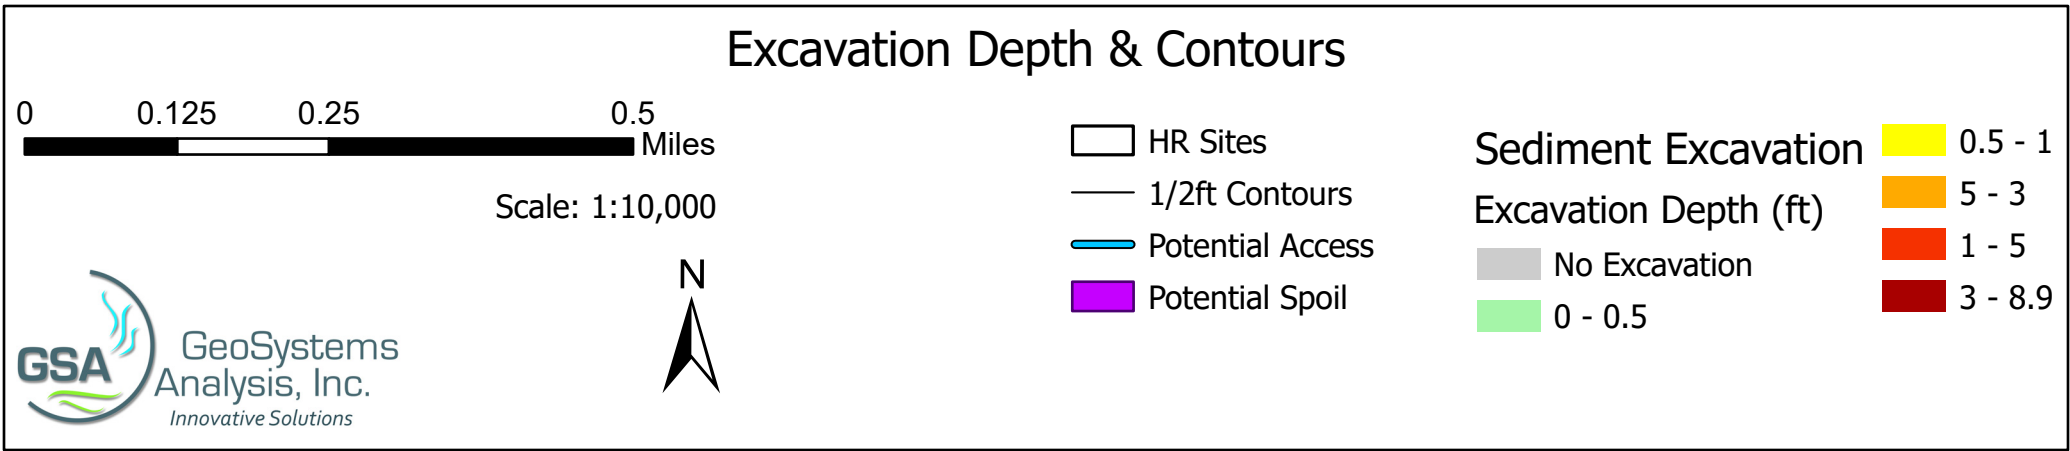 Excavation Depth & Contours
0 0.125 0.25 0.5
Miles
Scale: 1:10,000
N
GSA
GeoSystems
Analysis, Inc.
Innovative Solutions
HR Sites
1/2ft Contours
Potential Access
Potential Spoil
Sediment Excavation
Excavation Depth (ft)
No Excavation
0 - 0.5
0.5 - 1
5 - 3
1 - 5
3 - 8.9